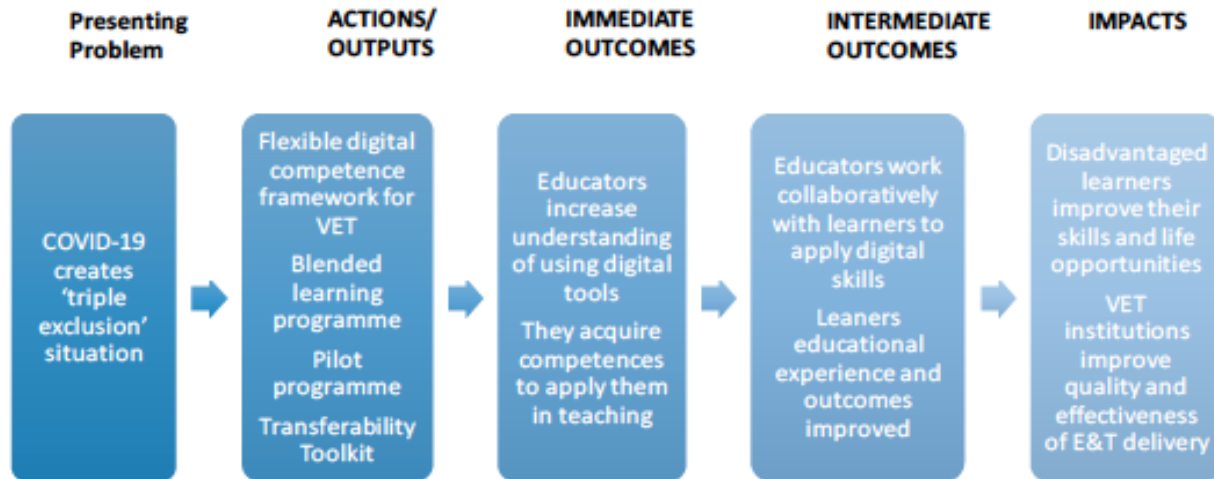 Presenting
Problem
ACTIONS/
OUTPUTS
IMMEDIATE
OUTCOMES
INTERMEDIATE
OUTCOMES
IMPACTS
COVID-19
creates
‘triple
exclusion’
situation
Flexible digital
competence
framework for
VET
Blended
learning
programme
Pilot
programme
Transferability
Toolkit
Educators
increase
understanding
of using digital
tools
They acquire
competences
to apply them
in teaching
Educators work
collaboratively
with learners to
apply digital
skills
Leaners
educational
experience and
outcomes
improved
Disadvantaged
learners
improve their
skills and life
opportunities
VET
institutions
improve
quality and
effectiveness
of E&T delivery